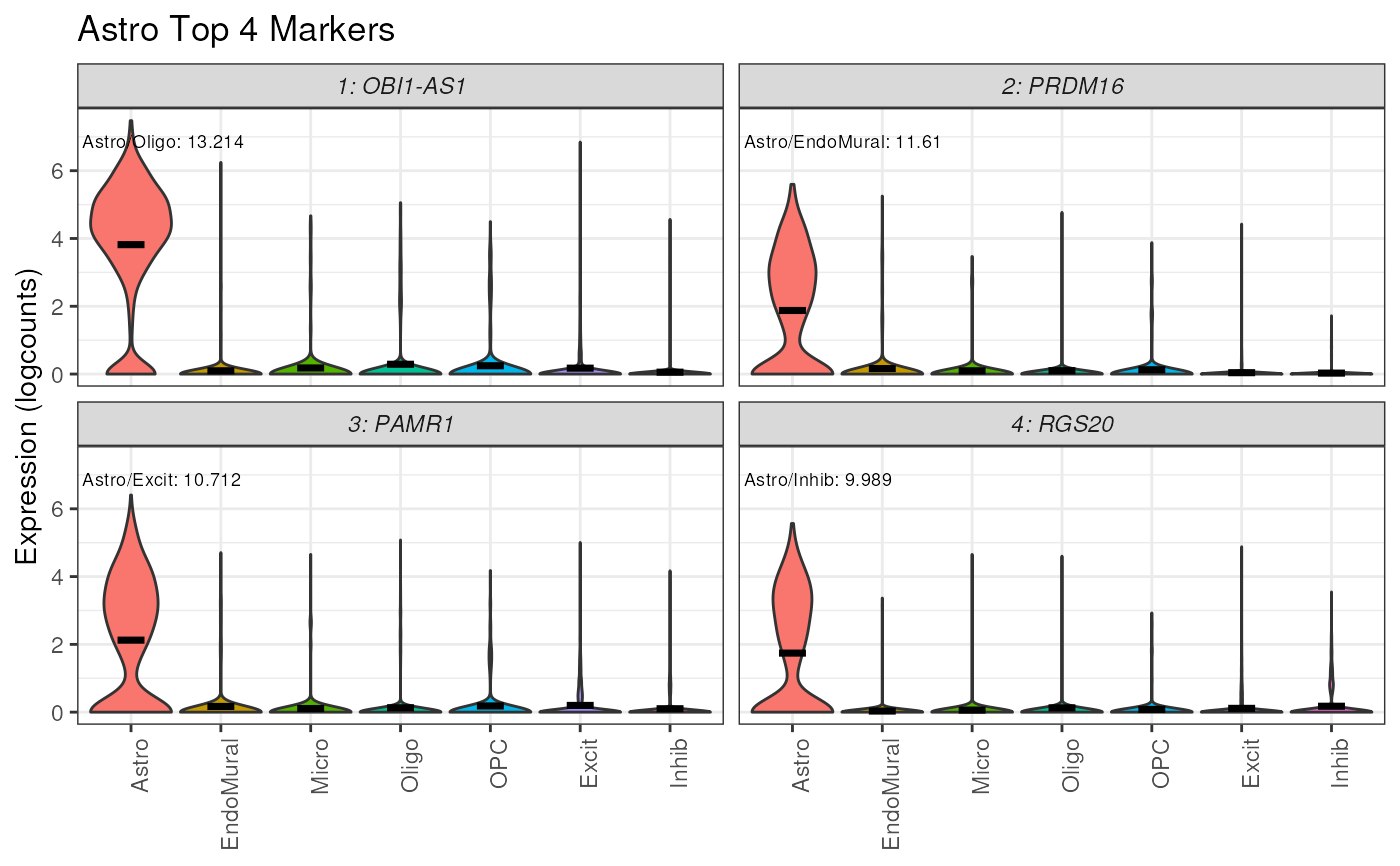 Astro Top 4 Markers
1: OBI1-AS1
2: PRDM16
Astro/Oligo: 13.214
Astro/EndoMural: 11.61
6
4
2
0
3: PAMR1
4: RGS20
Astro/Excit: 10.712
Astro/Inhib: 9.989
6
4
2
0
Expression (logcounts)
Astro
EndoMural
Micro
Oligo
OPC
Excit
Inhib
Astro
EndoMural
Micro
Oligo
OPC
Excit
Inhib